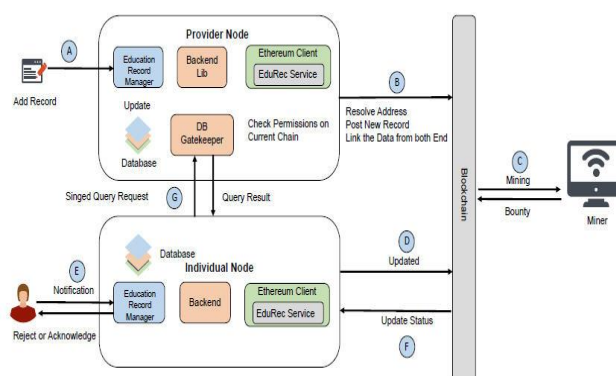 Provider Node
A
Education
Record
Manager
Backend
Lib
Ethereum Client
EduRec Service
Add Record
Update
Database
DB
Gatekeeper
Check Permissions on
Current Chain
B
Resolve Address
Post New Record
Link the Data from both End
Blockchain
C
Mining
Bounty
Miner
Singed Query Request
G
Query Result
Database
Individual Node
D
Updated
E
Notification
Education
Record
Manager
Backend
Ethereum Client
EduRec Service
Reject or Acknowledge
Update Status
F